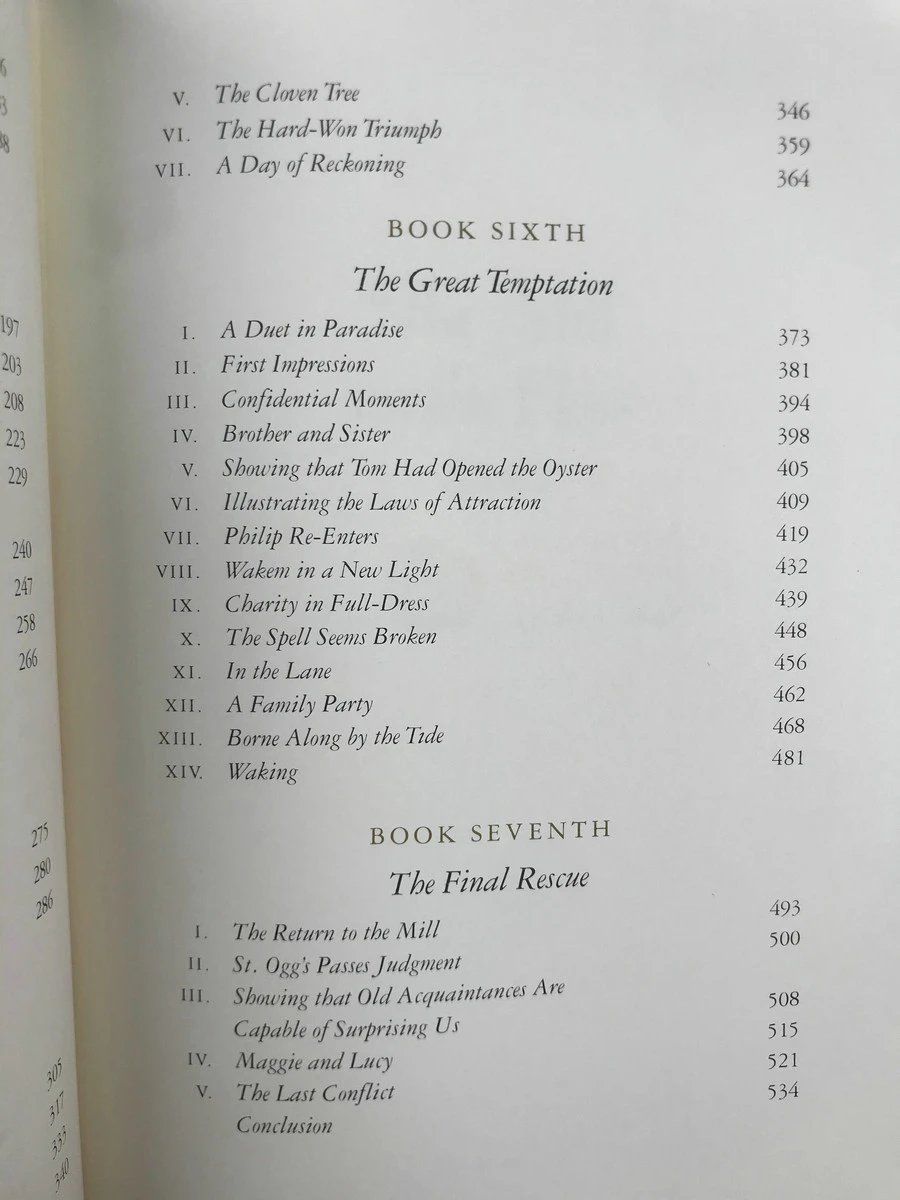 197
203
208
223
229
240
247
258
266
275
280
286
305
317
333
340
V. The Cloven Tree 346
VI. The Hard-Won Triumph 359
VII. A Day of Reckoning 364
BOOK SIXTH
The Great Temptation
I. A Duet in Paradise 373
II. First Impressions 381
III. Confidential Moments 394
IV. Brother and Sister 398
V. Showing that Tom Had Opened the Oyster 405
VI. Illustrating the Laws of Attraction 409
VII. Philip Re-Enters 419
VIII. Wakem in a New Light 432
IX. Charity in Full-Dress 439
X. The Spell Seems Broken 448
XI. In the Lane 456
XII. A Family Party 462
XIII. Borne Along by the Tide 468
XIV. Waking 481
BOOK SEVENTH
The Final Rescue
I. The Return to the Mill 493
II. St. Ogg's Passes Judgment 500
III. Showing that Old Acquaintances Are
Capable of Surprising Us 508
IV. Maggie and Lucy 515
V. The Last Conflict 521
Conclusion 534